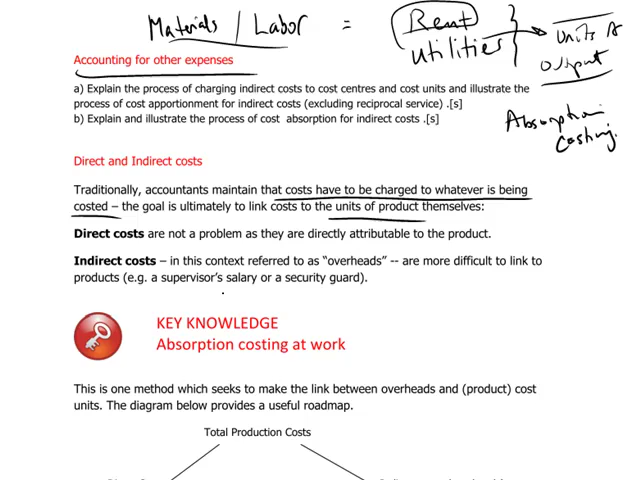 Materials / Labor = Rent
utilities
units of
output
Absorption
costing.
Accounting for other expenses
a) Explain the process of charging indirect costs to cost centres and cost units and illustrate the
process of cost apportionment for indirect costs (excluding reciprocal service) .[s]
b) Explain and illustrate the process of cost  absorption for indirect costs .[s]
Direct and Indirect costs
Traditionally, accountants maintain that costs have to be charged to whatever is being
costed – the goal is ultimately to link costs to the units of product themselves:
Direct costs are not a problem as they are directly attributable to the product.
Indirect costs – in this context referred to as “overheads” -- are more difficult to link to
products (e.g. a supervisor’s salary or a security guard).
KEY KNOWLEDGE
Absorption costing at work
This is one method which seeks to make the link between overheads and (product) cost
units. The diagram below provides a useful roadmap.
Total Production Costs